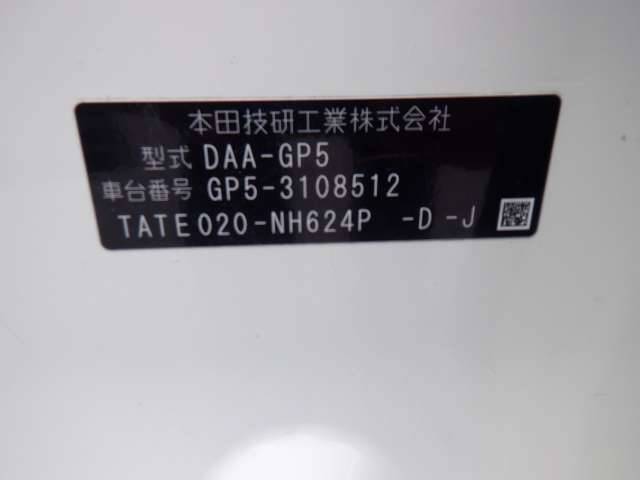 本田技研工業株式会社
型式 DAA-GP5
車台番号 GP5-3108512
TATE020-NH624P -D-J